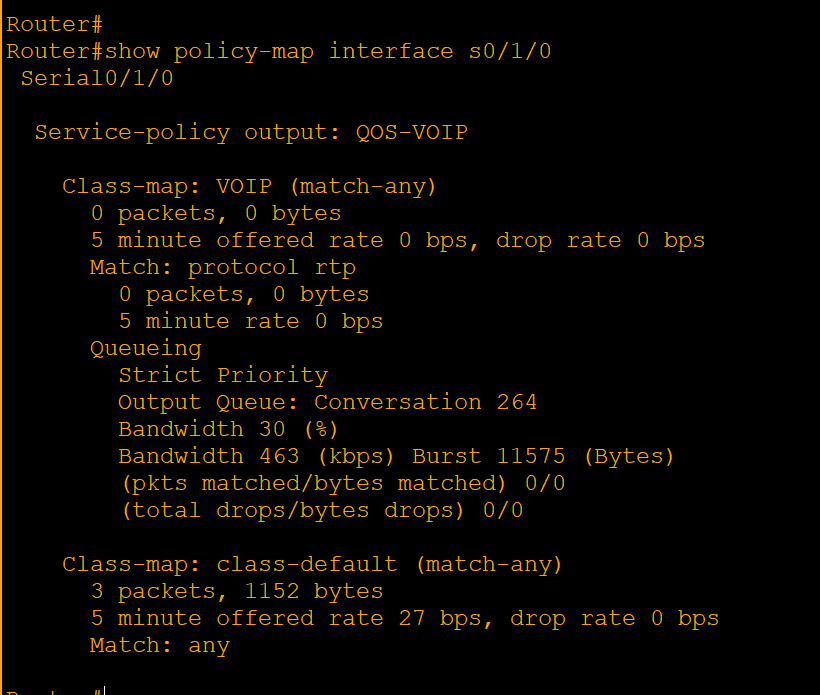 Router#
Router#show policy-map interface s0/1/0
 Serial0/1/0

  Service-policy output: QOS-VOIP

    Class-map: VOIP (match-any)
      0 packets, 0 bytes
      5 minute offered rate 0 bps, drop rate 0 bps
      Match: protocol rtp
        0 packets, 0 bytes
        5 minute rate 0 bps
      Queueing
        Strict Priority
        Output Queue: Conversation 264
        Bandwidth 30 (%)
        Bandwidth 463 (kbps) Burst 11575 (Bytes)
        (pkts matched/bytes matched) 0/0
        (total drops/bytes drops) 0/0

    Class-map: class-default (match-any)
      3 packets, 1152 bytes
      5 minute offered rate 27 bps, drop rate 0 bps
      Match: any

Router#